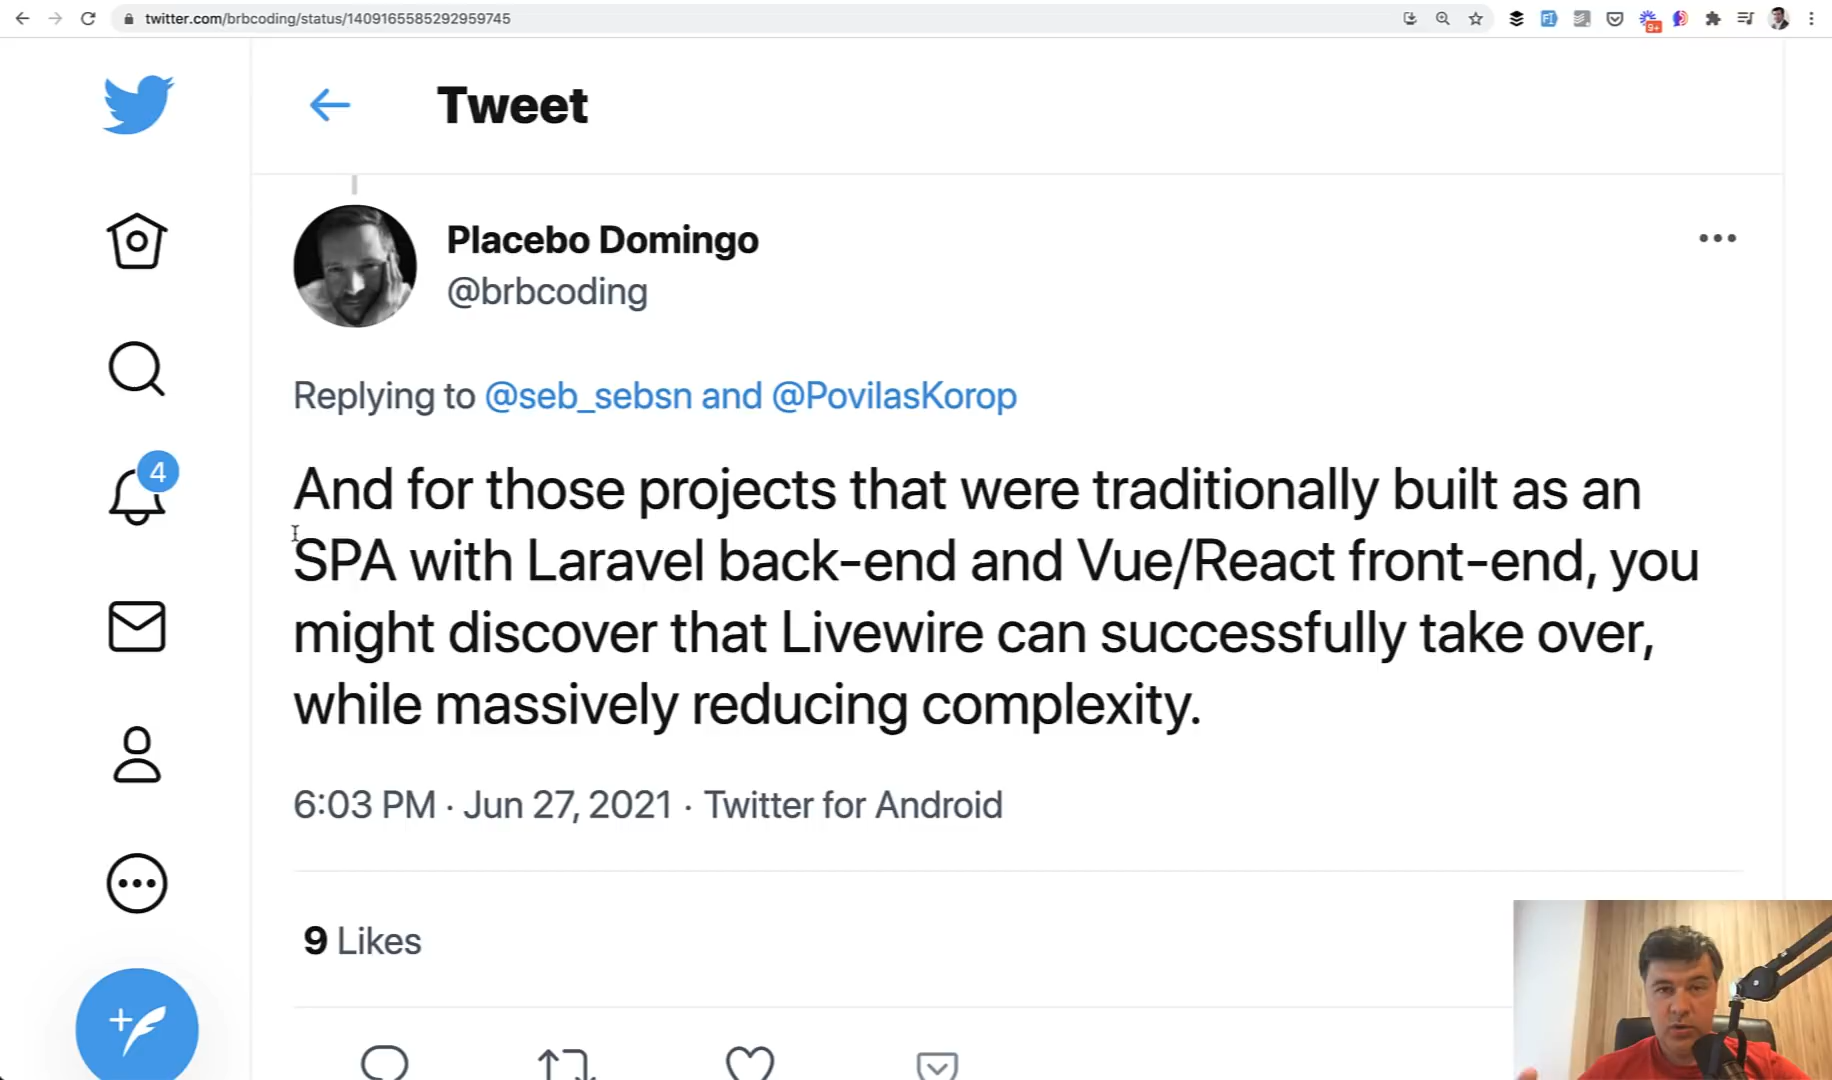 twitter.com/brbcoding/status/1409165585292959745
9+
Tweet
Placebo Domingo
@brbcoding
Replying to @seb_sebsn and @PovilasKorop
4
And for those projects that were traditionally built as an
SPA with Laravel back-end and Vue/React front-end, you
might discover that Livewire can successfully take over,
while massively reducing complexity.
6:03 PM · Jun 27, 2021 · Twitter for Android
9 Likes